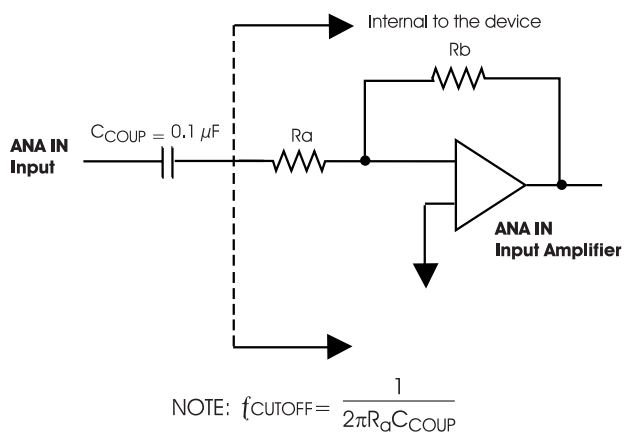 Internal to the device
Rb
C_COUP = 0.1 µF
Ra
ANA IN
Input
ANA IN
Input Amplifier
NOTE: fCUTOFF = 1 / 2πRaCCOUP